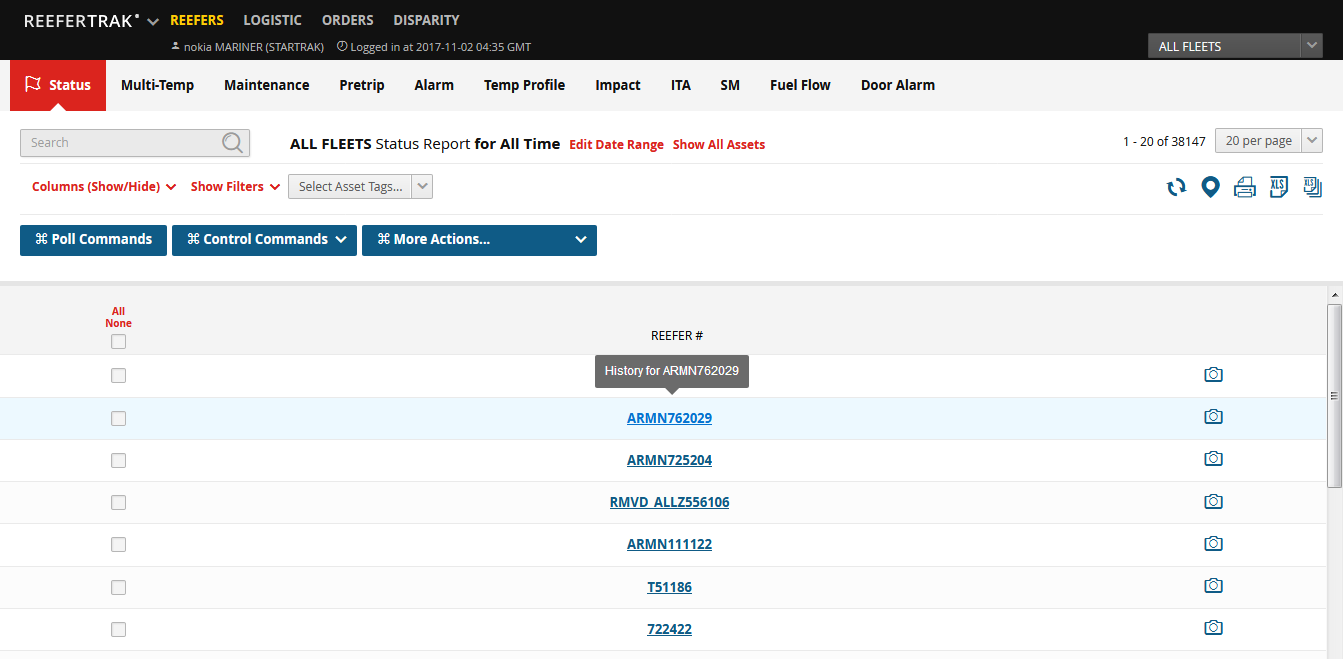 REEFERTRAK
REEFERS LOGISTIC ORDERS DISPARITY
nokia MARINER (STARTRAK) Logged in at 2017-11-02 04:35 GMT
ALL FLEETS
Status Multi-Temp Maintenance Pretrip Alarm Temp Profile Impact ITA SM Fuel Flow Door Alarm
Search
ALL FLEETS Status Report for All Time Edit Date Range Show All Assets
1 - 20 of 38147 20 per page
Columns (Show/Hide) Show Filters Select Asset Tags...
XLS XLS
⌘ Poll Commands ⌘ Control Commands ⌘ More Actions...
All
None
REEFER #
History for ARMN762029
ARMN762029
ARMN725204
RMVD_ALLZ556106
ARMN111122
T51186
722422